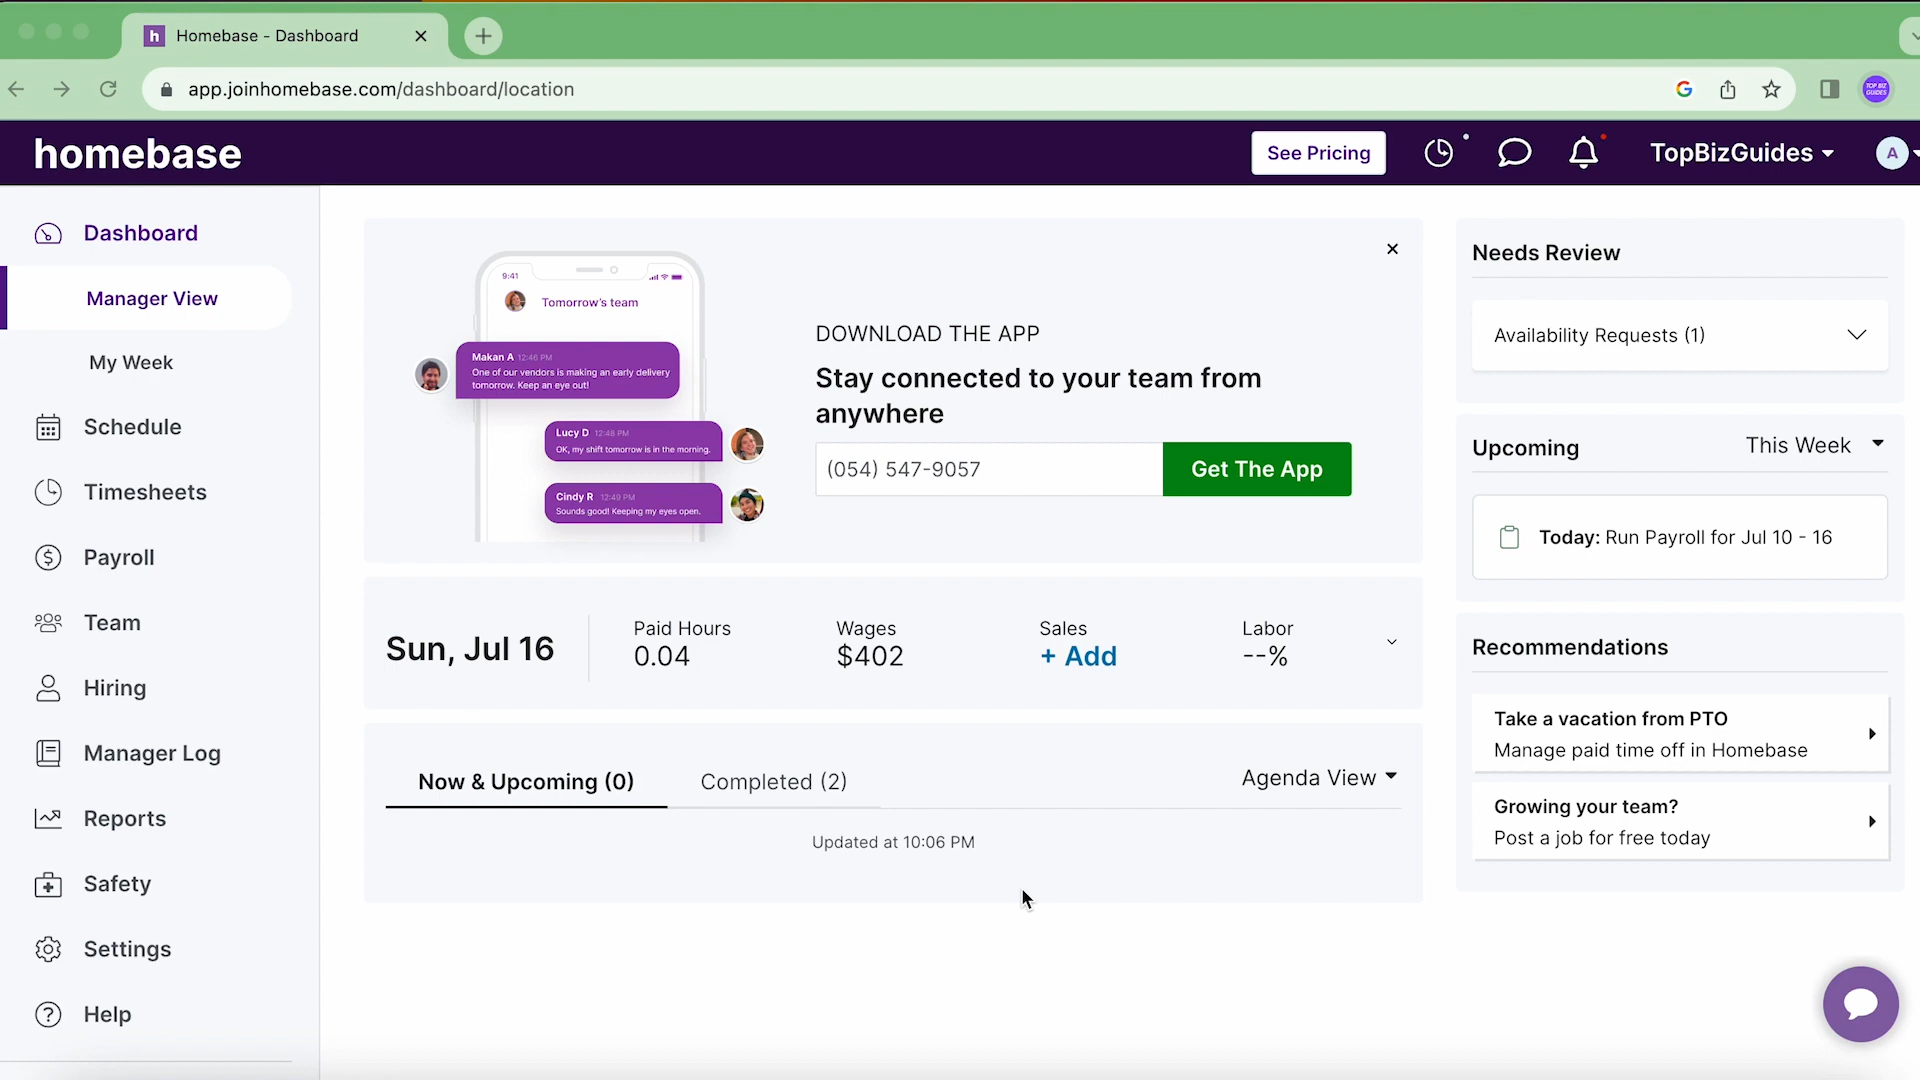 h Homebase - Dashboard
app.joinhomebase.com/dashboard/location
TOP BIZ
GUIDES
homebase
See Pricing
TopBizGuides
A
Dashboard
Manager View
My Week
Schedule
Timesheets
Payroll
Team
Hiring
Manager Log
Reports
Safety
Settings
Help
9:41
Tomorrow's team
Makan A 12:46 PM
One of our vendors is making an early delivery
tomorrow. Keep an eye out!
Lucy D 12:48 PM
OK, my shift tomorrow is in the morning.
Cindy R 12:49 PM
Sounds good! Keeping my eyes open.
DOWNLOAD THE APP
Stay connected to your team from
anywhere
(054) 547-9057
Get The App
Sun, Jul 16
Paid Hours
0.04
Wages
$402
Sales
+ Add
Labor
--%
Now & Upcoming (0)
Completed (2)
Agenda View
Updated at 10:06 PM
Needs Review
Availability Requests (1)
Upcoming
This Week
Today: Run Payroll for Jul 10 - 16
Recommendations
Take a vacation from PTO
Manage paid time off in Homebase
Growing your team?
Post a job for free today